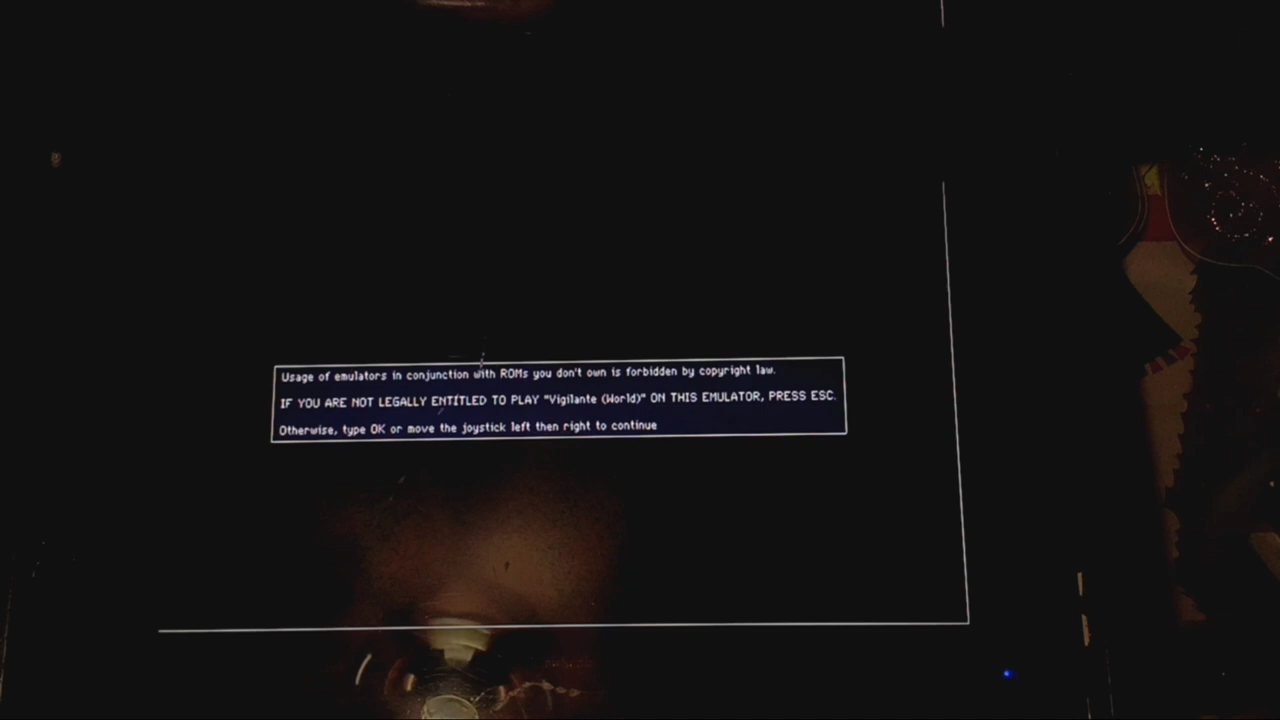 Usage of emulators in conjunction with ROMs you don't own is forbidden by copyright law.
IF YOU ARE NOT LEGALLY ENTITLED TO PLAY "Vigilante (World)" ON THIS EMULATOR, PRESS ESC.
Otherwise, type OK or move the joystick left then right to continue